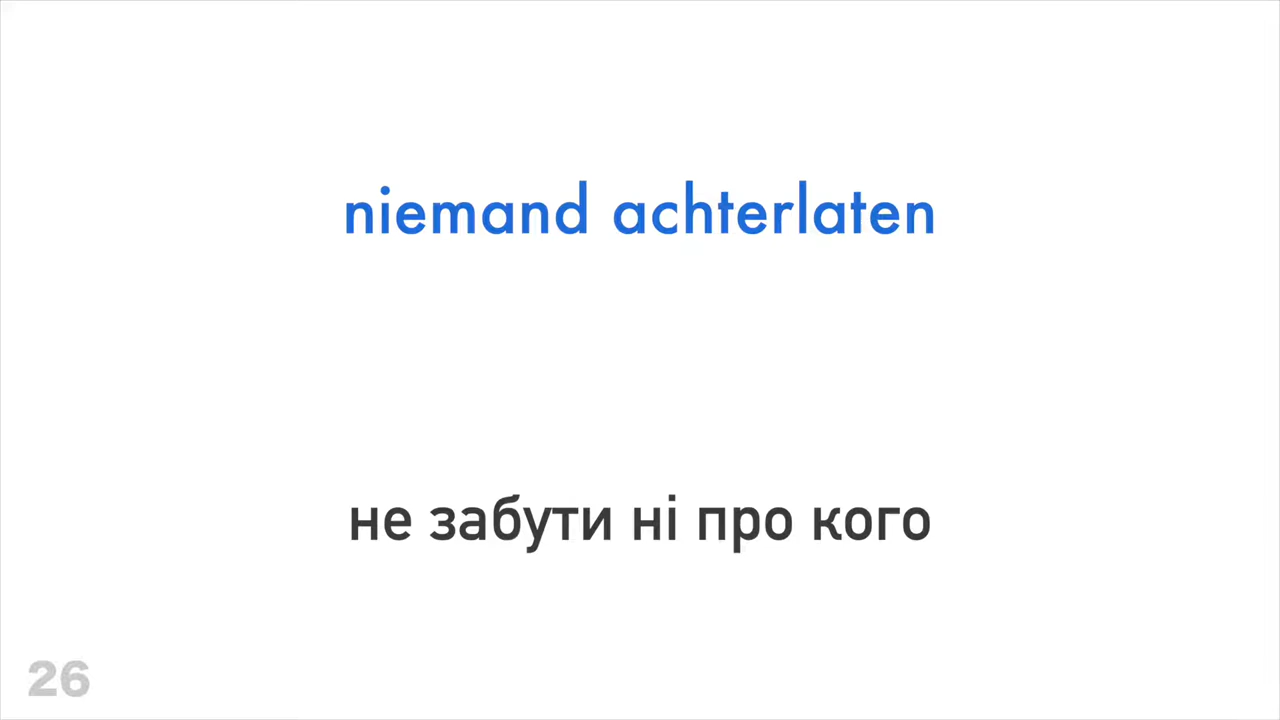 niemand achterlaten
не забути ні про кого
26